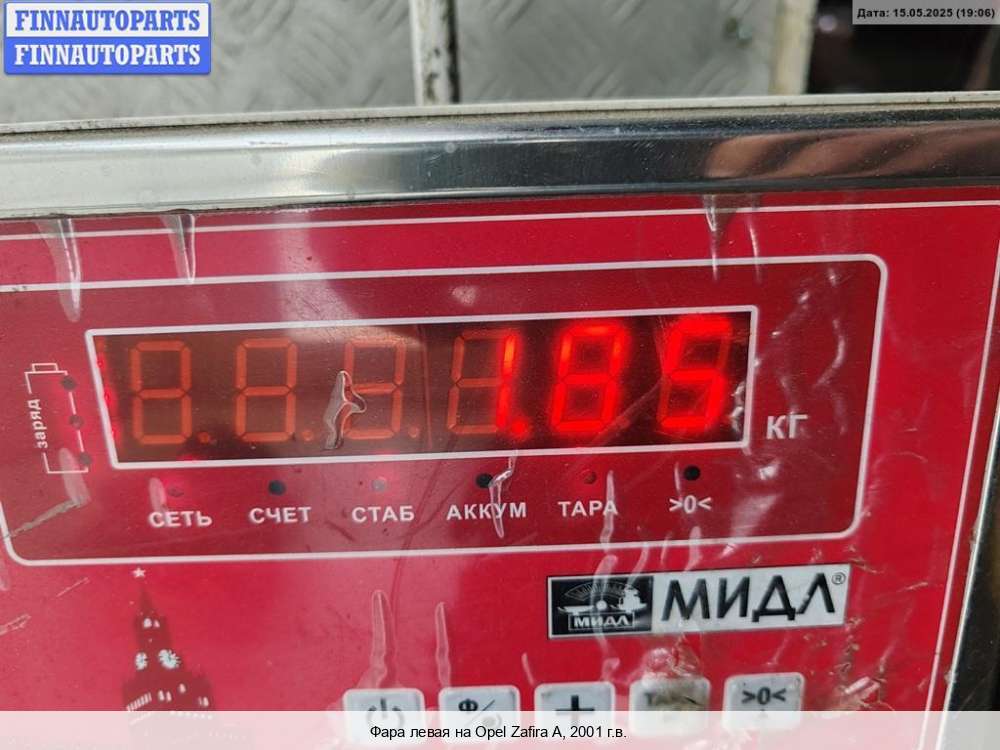 FINNAUTOPARTS
FINNAUTOPARTS
Дата: 15.05.2025 (19:06)
1.85
КГ
заряд
СЕТЬ СЧЕТ СТАБ АККУМ ТАРА >0<
МИДЛ МИДЛ®
Ф >0<
Фара левая на Opel Zafira A, 2001 г.в.